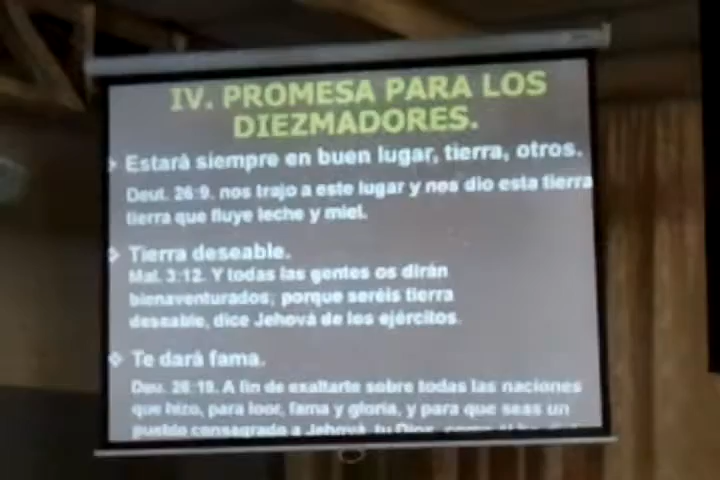 IV. PROMESA PARA LOS
DIEZMADORES.
Estará siempre en buen lugar, tierra, otros.
Deut. 26:9. nos trajo a este lugar y nos dio esta tierra
tierra que fluye leche y miel.
Tierra deseable.
Mal. 3:12. Y todas las gentes os dirán
bienaventurados; porque seréis tierra
deseable, dice Jehová de los ejércitos.
Te dará fama.
26:19. A fin de exaltarte sobre todas las naciones
que hizo, para loor, fama y gloria, y para que seas un
pueblo consagrado a Jehová tu Dios, como